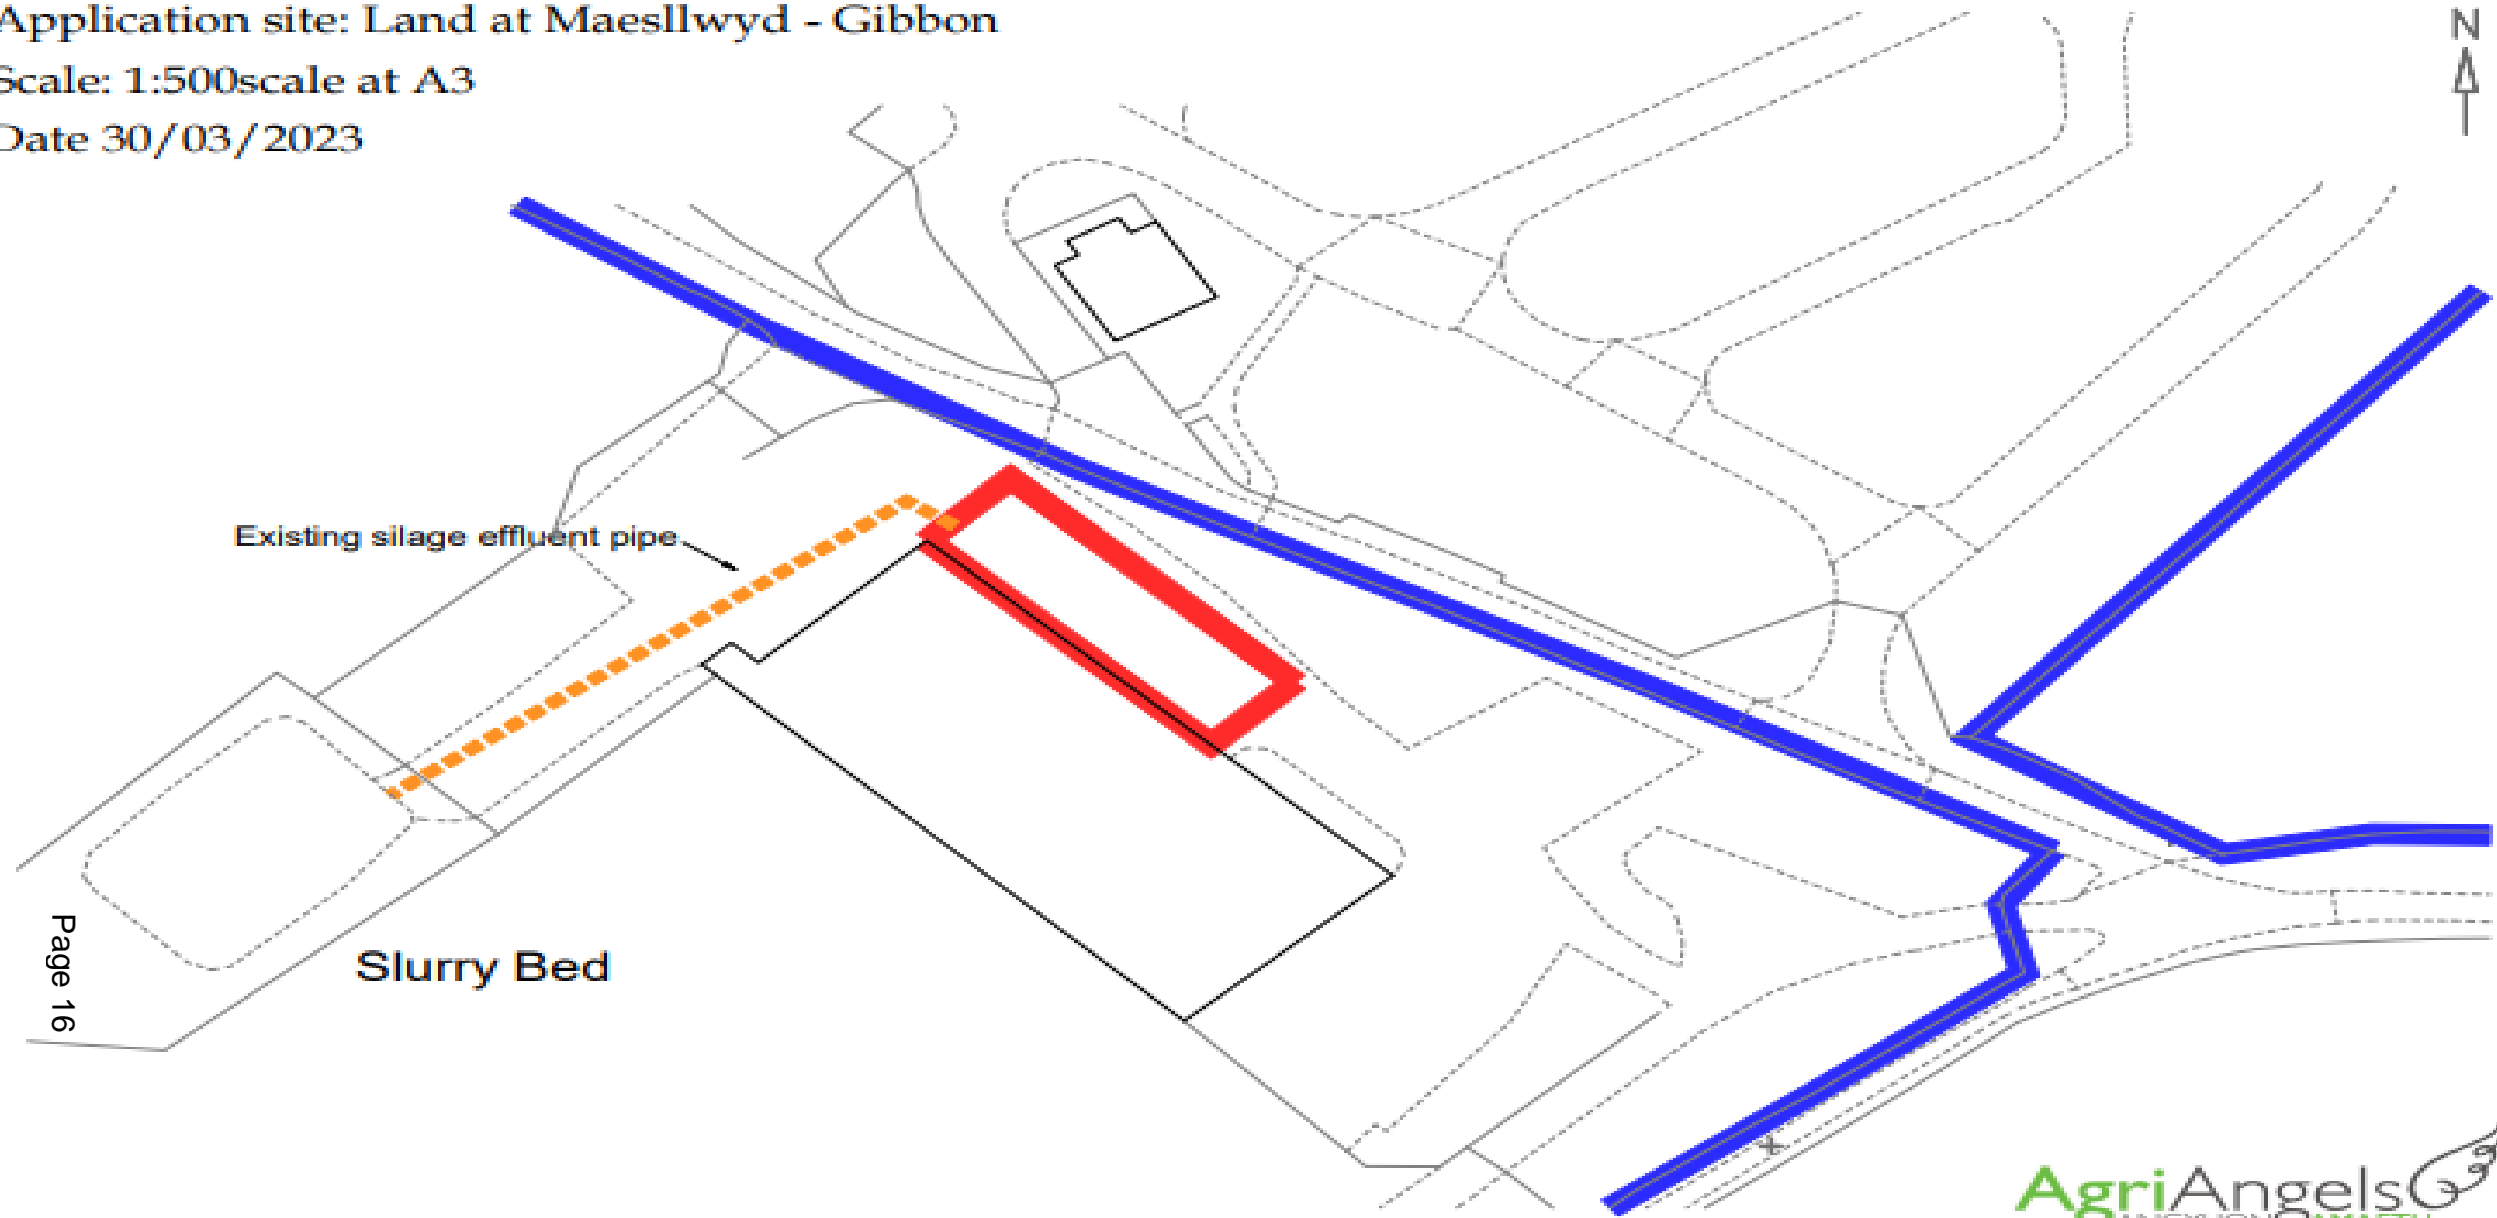 Application site: Land at Maesllwyd - Gibbon
Scale: 1:500scale at A3
Date 30/03/2023
N
Existing silage effluent pipe
Slurry Bed
Page 16
AgriAngels